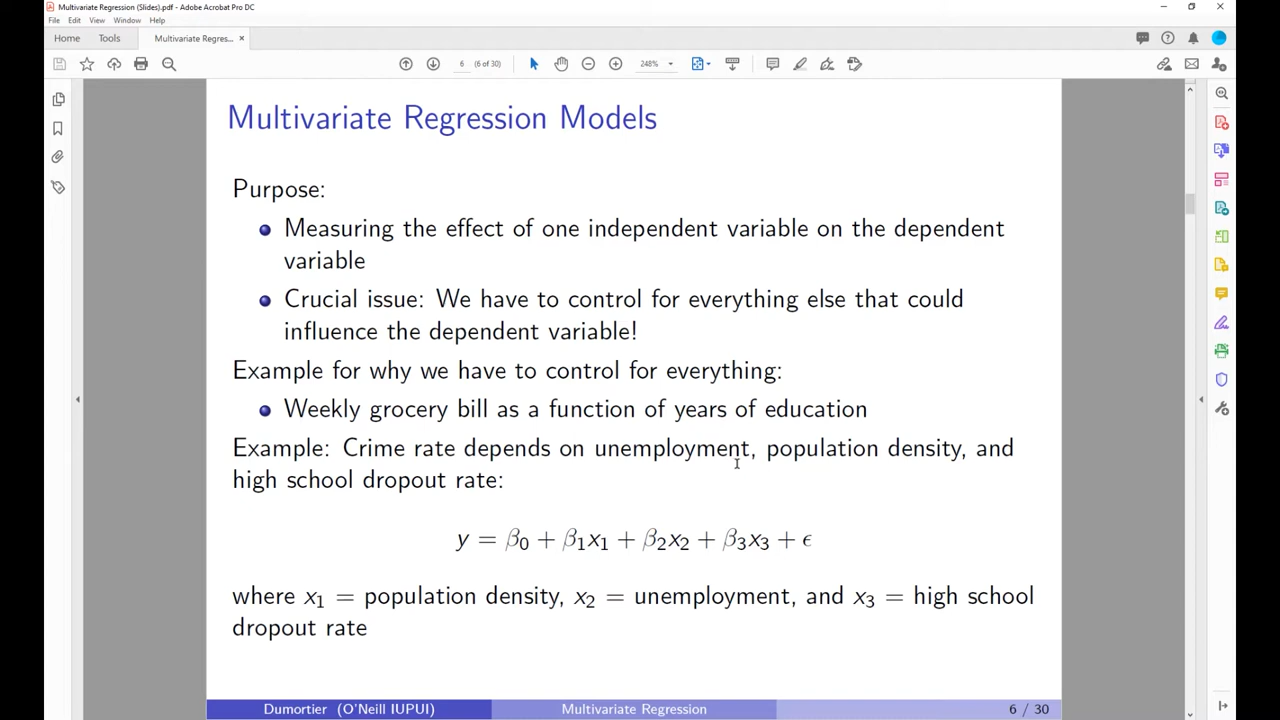 Multivariate Regression (Slides).pdf - Adobe Acrobat Pro DC
File Edit View Window Help
Home Tools Multivariate Regres... ×
6 (6 of 30) 248%
Multivariate Regression Models
Purpose:
Measuring the effect of one independent variable on the dependent
variable
Crucial issue: We have to control for everything else that could
influence the dependent variable!
Example for why we have to control for everything:
Weekly grocery bill as a function of years of education
Example: Crime rate depends on unemployment, population density, and
high school dropout rate:
y = β₀ + β₁x₁ + β₂x₂ + β₃x₃ + ϵ
where x₁ = population density, x₂ = unemployment, and x₃ = high school
dropout rate
Dumortier (O'Neill IUPUI) Multivariate Regression 6 / 30